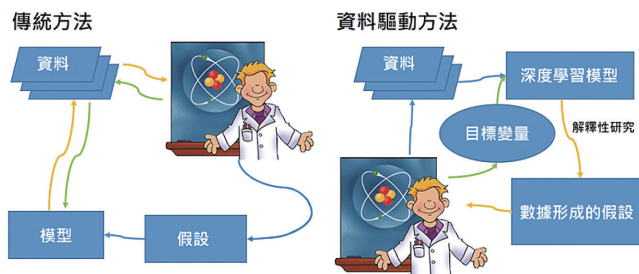 傳統方法
資料
模型
假設
資料驅動方法
資料
深度學習模型
目標變量
解釋性研究
數據形成的假設